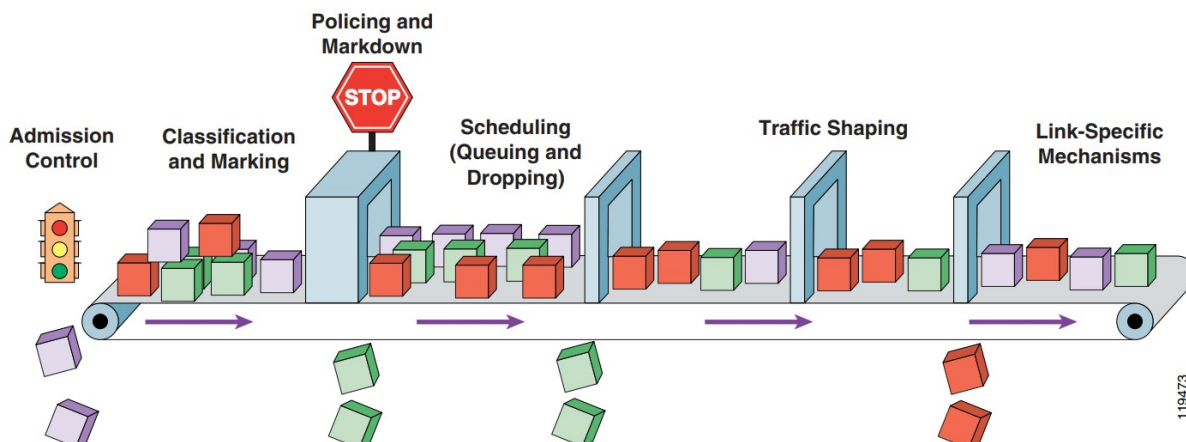 Policing and
Markdown
STOP
Admission
Control
Classification
and Marking
Scheduling
(Queuing and
Dropping)
Traffic Shaping
Link-Specific
Mechanisms
119473